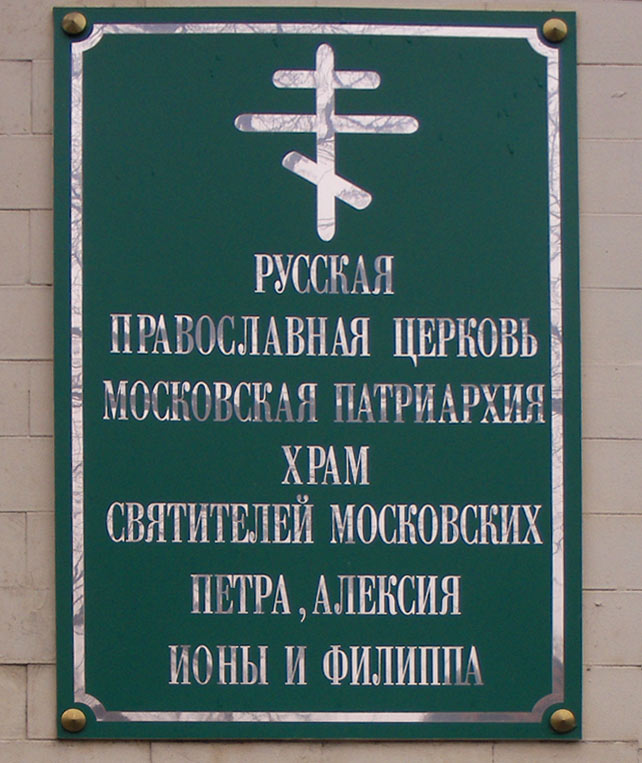 РУССКАЯ
ПРАВОСЛАВНАЯ ЦЕРКОВЬ
МОСКОВСКАЯ ПАТРИАРХИЯ
ХРАМ
СВЯТИТЕЛЕЙ МОСКОВСКИХ
ПЕТРА, АЛЕКСИЯ
ИОНЫ И ФИЛИППА